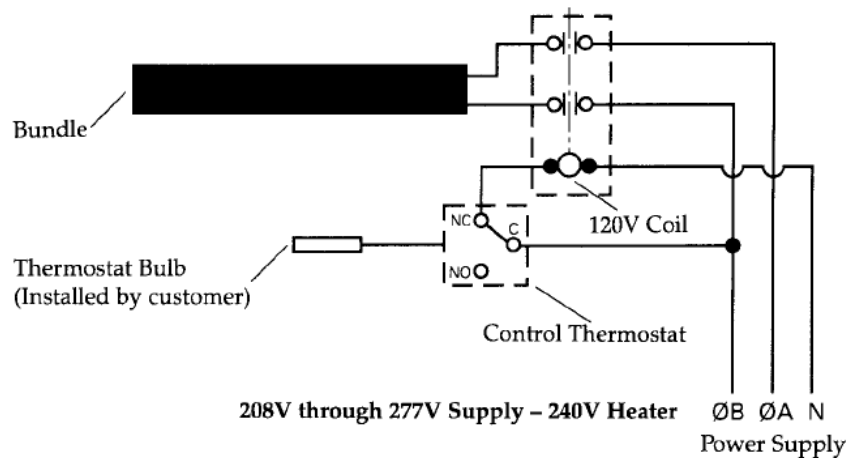 Bundle
NC
C
120V Coil
Thermostat Bulb
(Installed by customer)
NO
Control Thermostat
208V through 277V Supply – 240V Heater
ØB ØA N
Power Supply